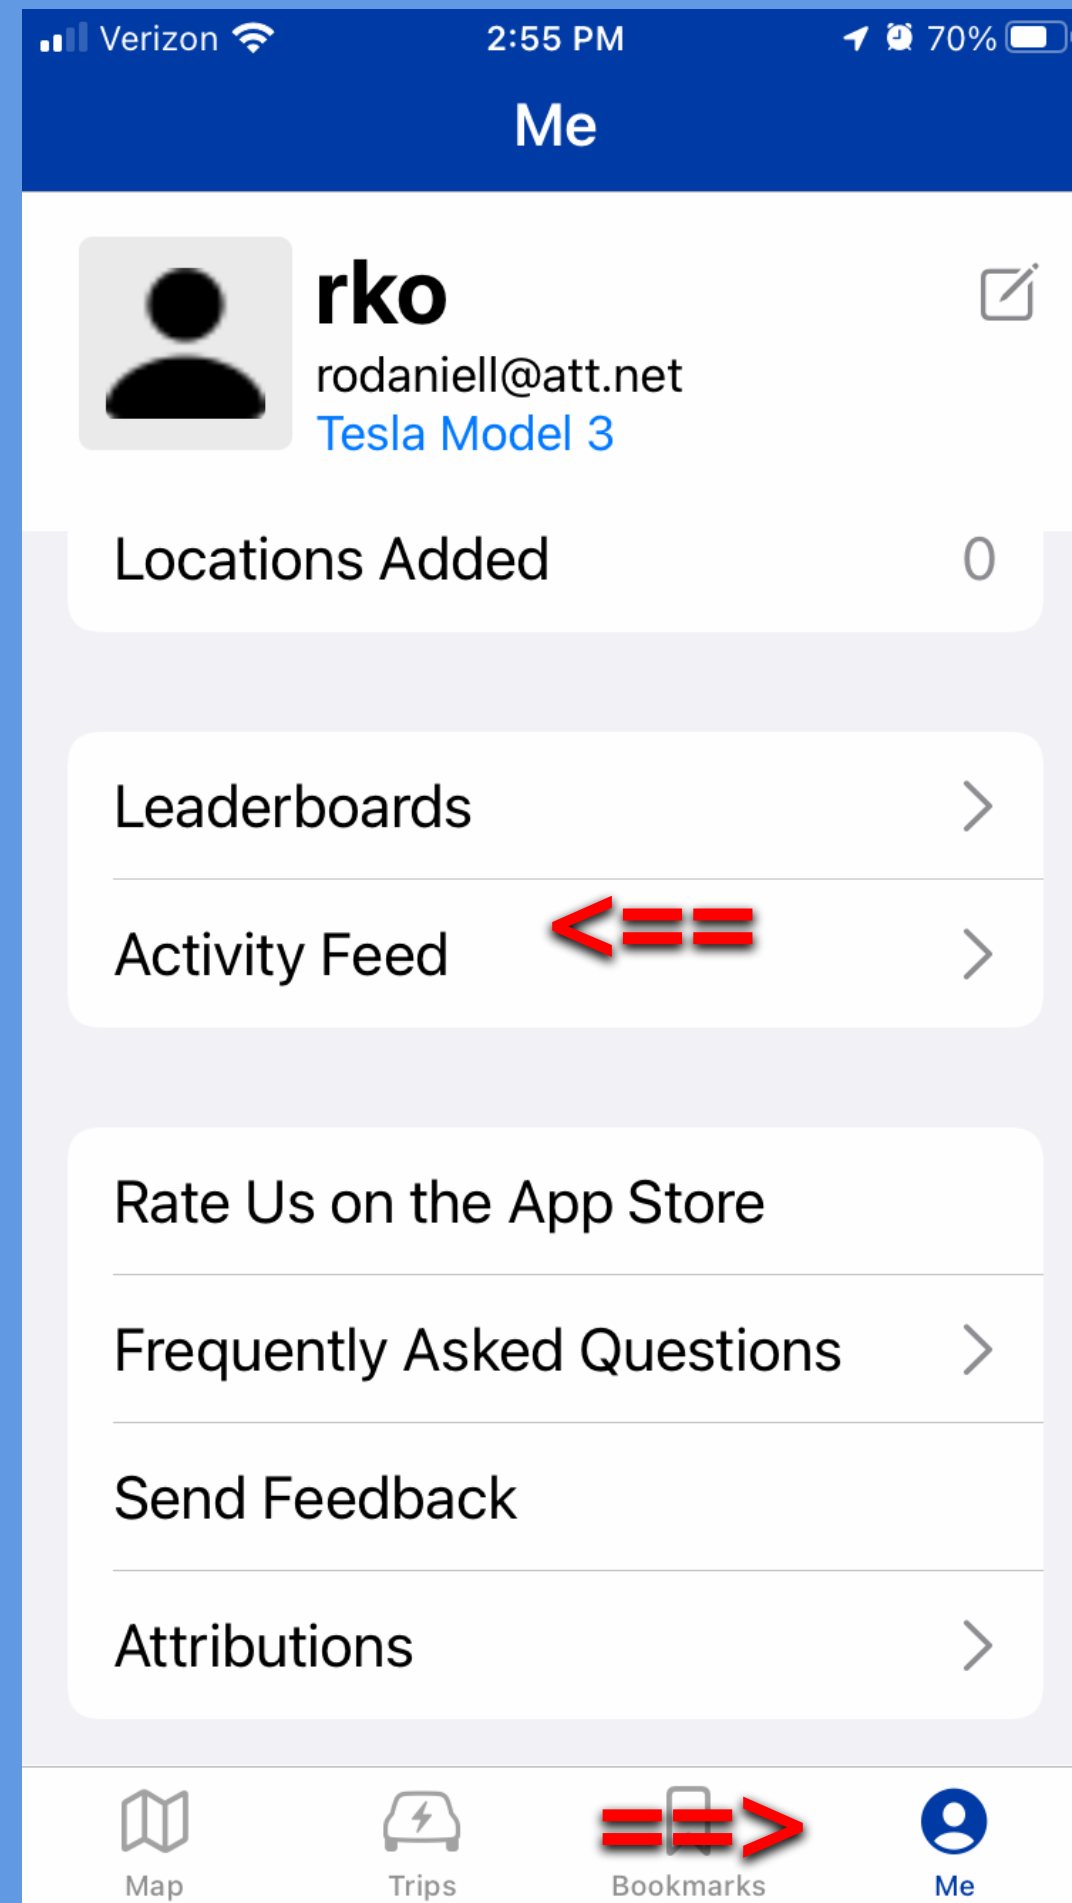 Verizon 2:55 PM 70%
Me
rko
rodaniell@att.net
Tesla Model 3
Locations Added 0
Leaderboards
<==
Activity Feed
Rate Us on the App Store
Frequently Asked Questions
Send Feedback
Attributions
==>
Map Trips Bookmarks Me